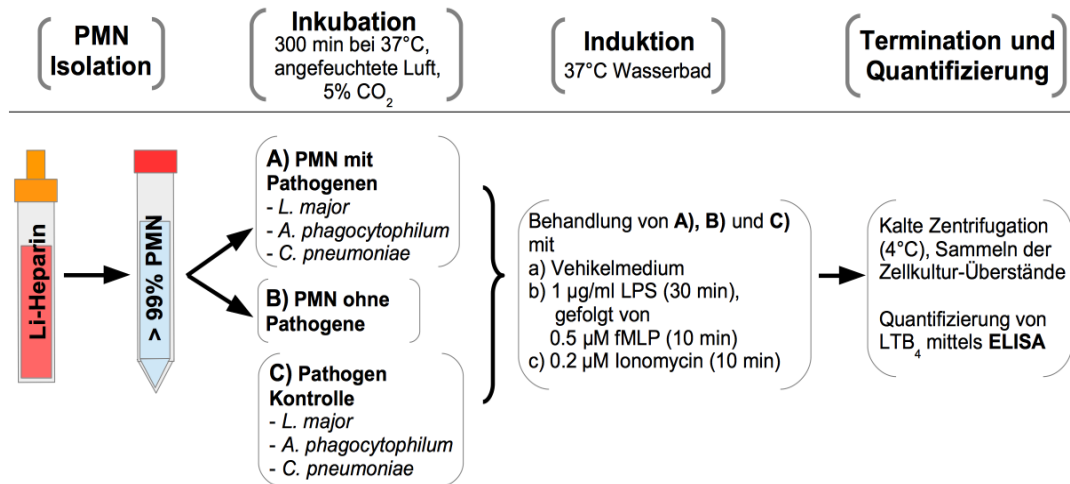 PMN
Isolation
Inkubation
300 min bei 37°C,
angefeuchtete Luft,
5% CO₂
Induktion
37°C Wasserbad
Termination und
Quantifizierung
Li-Heparin
> 99% PMN
A) PMN mit
Pathogenen
- L. major
- A. phagocytophilum
- C. pneumoniae
B) PMN ohne
Pathogene
C) Pathogen
Kontrolle
- L. major
- A. phagocytophilum
- C. pneumoniae
Behandlung von A), B) und C)
mit
a) Vehikelmedium
b) 1 µg/ml LPS (30 min),
gefolgt von
0.5 µM fMLP (10 min)
c) 0.2 µM Ionomycin (10 min)
Kalte Zentrifugation
(4°C), Sammeln der
Zellkultur-Überstände
Quantifizierung von
LTB₄ mittels ELISA